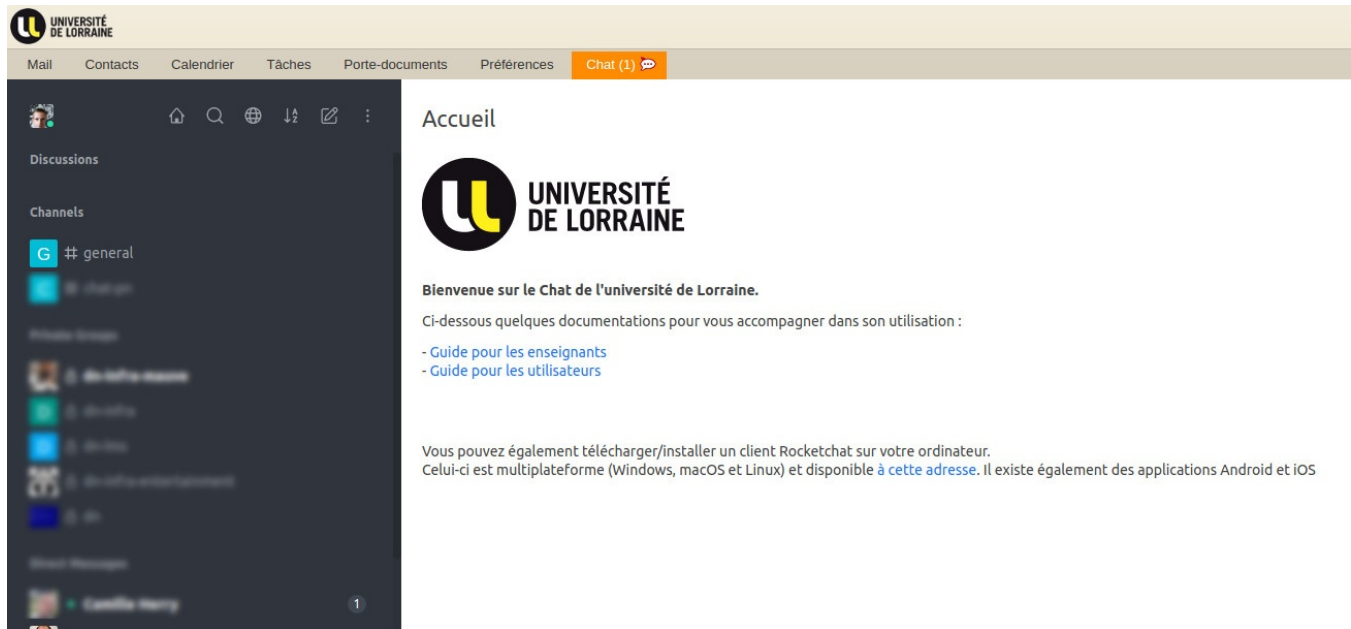 UNIVERSITÉ
DE LORRAINE
Mail Contacts Calendrier Tâches Porte-documents Préférences Chat (1)
Discussions
Channels
G # general
Accueil
UNIVERSITÉ
DE LORRAINE
Bienvenue sur le Chat de l'université de Lorraine.
Ci-dessous quelques documentations pour vous accompagner dans son utilisation :
- Guide pour les enseignants
- Guide pour les utilisateurs
Vous pouvez également télécharger/installer un client Rocketchat sur votre ordinateur.
Celui-ci est multiplateforme (Windows, macOS et Linux) et disponible à cette adresse. Il existe également des applications Android et iOS
1